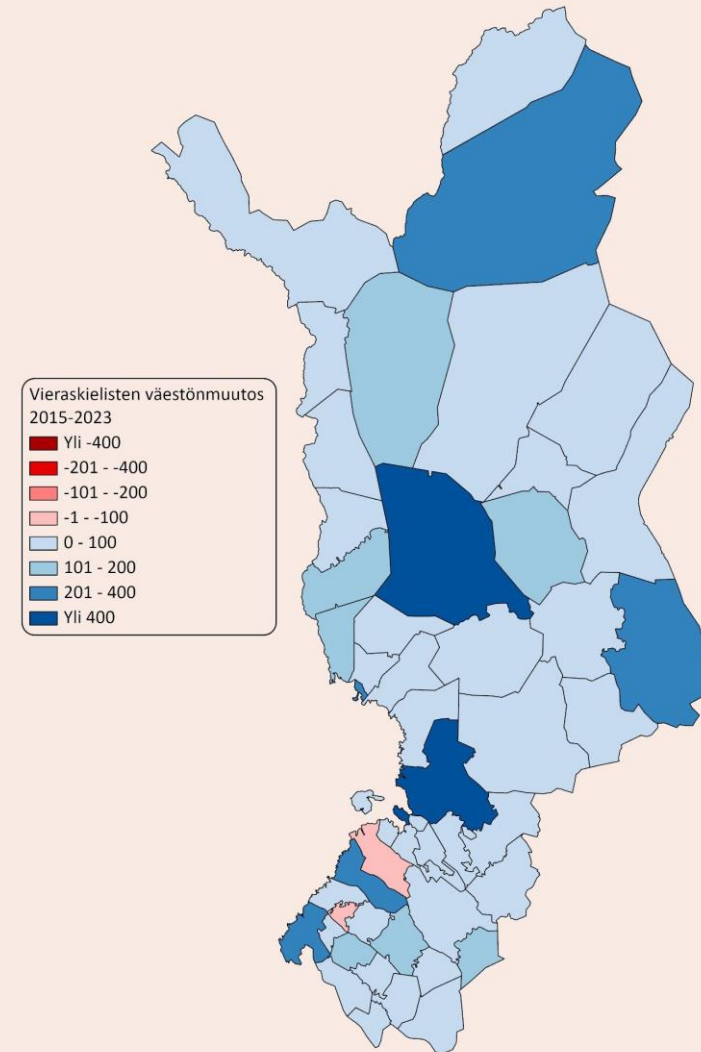 Vieraskielisten väestönmuutos
2015-2023
Yli -400
-201 - -400
-101 - -200
-1 - -100
0 - 100
101 - 200
201 - 400
Yli 400